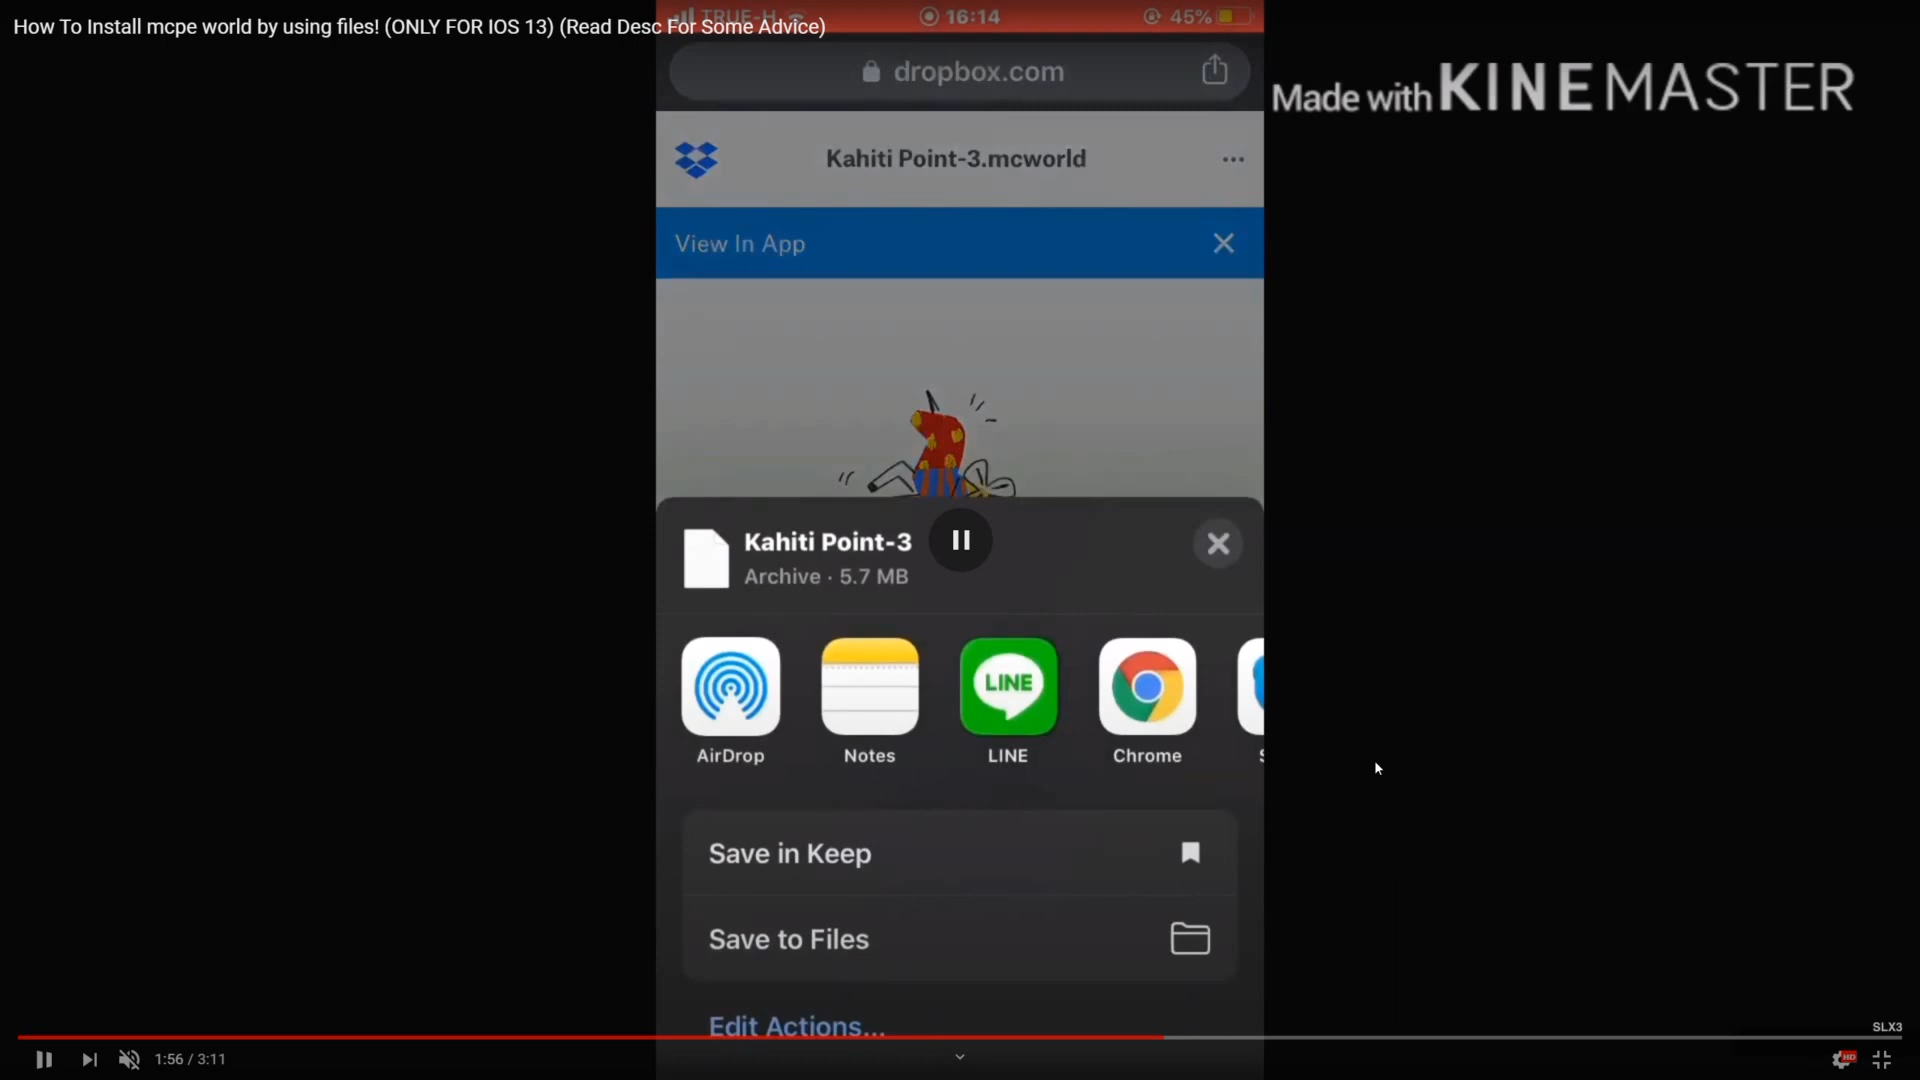 How To Install mcpe world by using files! (ONLY FOR IOS 13) (Read Desc For Some Advice)
TRUE-H 16:14 45%
dropbox.com
Made with KINEMASTER
Kahiti Point-3.mcworld
View In App
Kahiti Point-3
Archive · 5.7 MB
AirDrop Notes LINE Chrome
LINE
Save in Keep
Save to Files
Edit Actions...
SLX3
1:56 / 3:11
HD